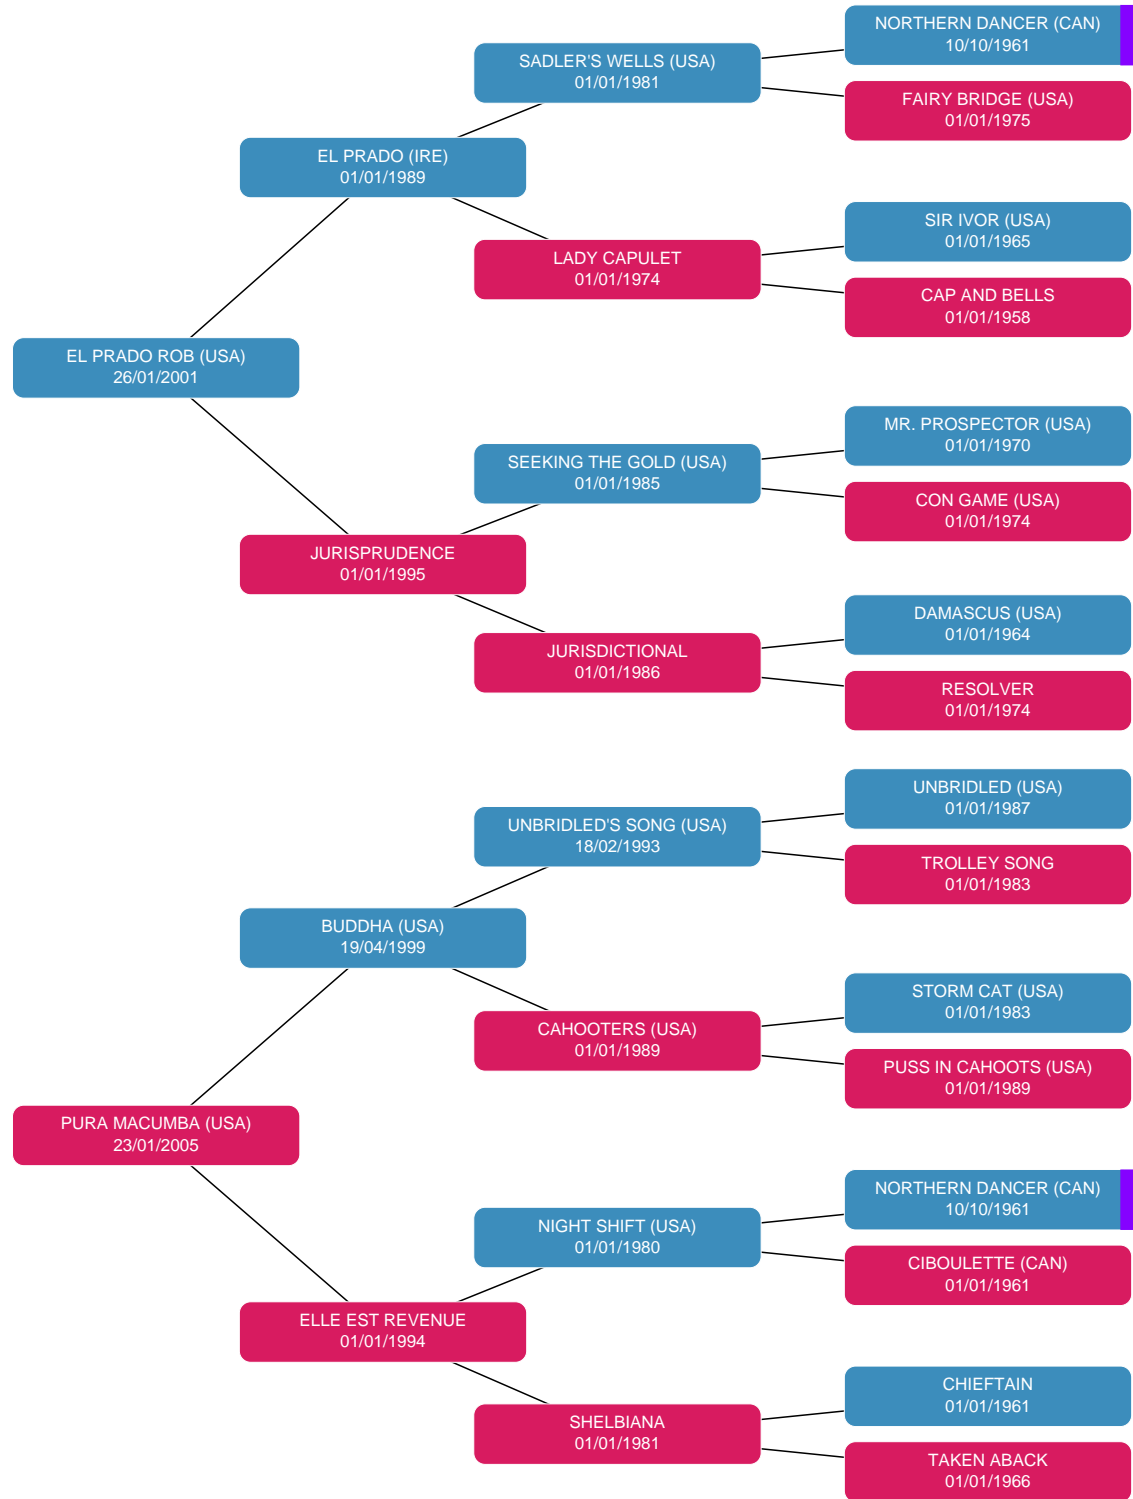 NORTHERN DANCER (CAN)
10/10/1961
SADLER'S WELLS (USA)
01/01/1981
FAIRY BRIDGE (USA)
01/01/1975
EL PRADO (IRE)
01/01/1989
SIR IVOR (USA)
01/01/1965
LADY CAPULET
01/01/1974
CAP AND BELLS
01/01/1958
EL PRADO ROB (USA)
26/01/2001
MR. PROSPECTOR (USA)
01/01/1970
SEEKING THE GOLD (USA)
01/01/1985
CON GAME (USA)
01/01/1974
JURISPRUDENCE
01/01/1995
DAMASCUS (USA)
01/01/1964
JURISDICTIONAL
01/01/1986
RESOLVER
01/01/1974
UNBRIDLED (USA)
01/01/1987
UNBRIDLED'S SONG (USA)
18/02/1993
TROLLEY SONG
01/01/1983
BUDDHA (USA)
19/04/1999
STORM CAT (USA)
01/01/1983
CAHOOTERS (USA)
01/01/1989
PUSS IN CAHOOTS (USA)
01/01/1989
PURA MACUMBA (USA)
23/01/2005
NORTHERN DANCER (CAN)
10/10/1961
NIGHT SHIFT (USA)
01/01/1980
CIBOULETTE (CAN)
01/01/1961
ELLE EST REVENUE
01/01/1994
CHIEFTAIN
01/01/1961
SHELBIANA
01/01/1981
TAKEN ABACK
01/01/1966